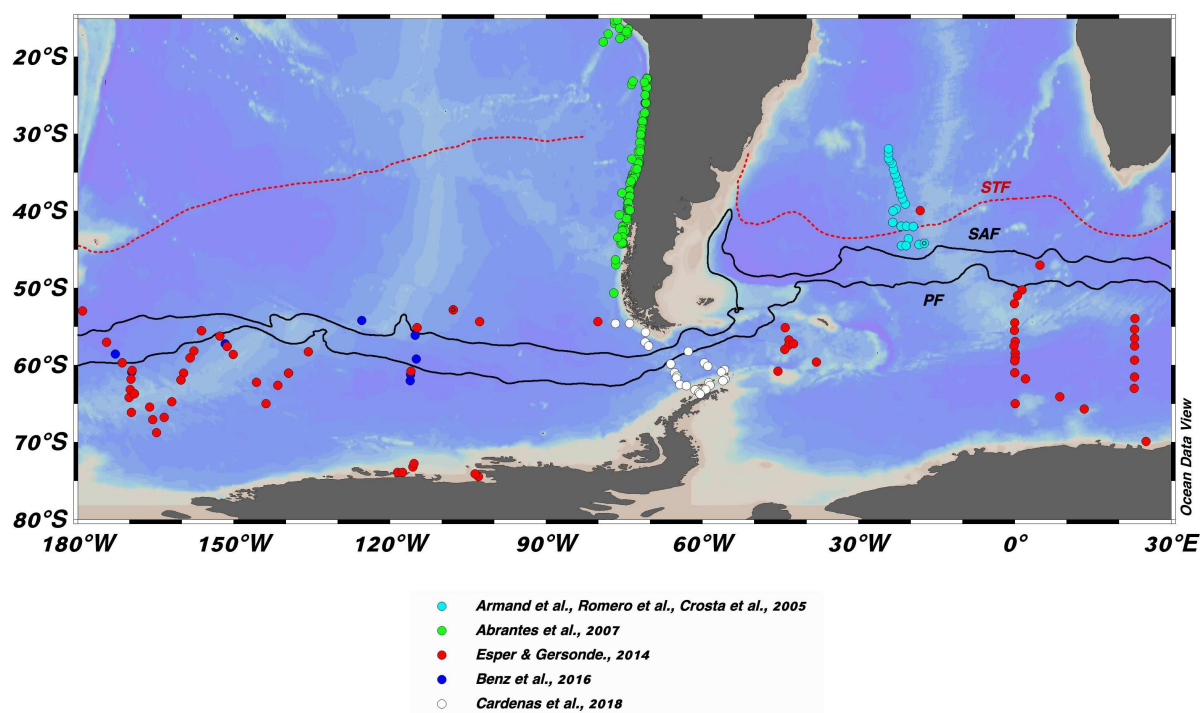 20°S
30°S
STF
40°S
SAF
50°S
PF
60°S
70°S
80°S
Ocean Data View
180°W 150°W 120°W 90°W 60°W 30°W 0° 30°E
Armand et al., Romero et al., Crosta et al., 2005
Abrantes et al., 2007
Esper & Gersonde., 2014
Benz et al., 2016
Cardenas et al., 2018